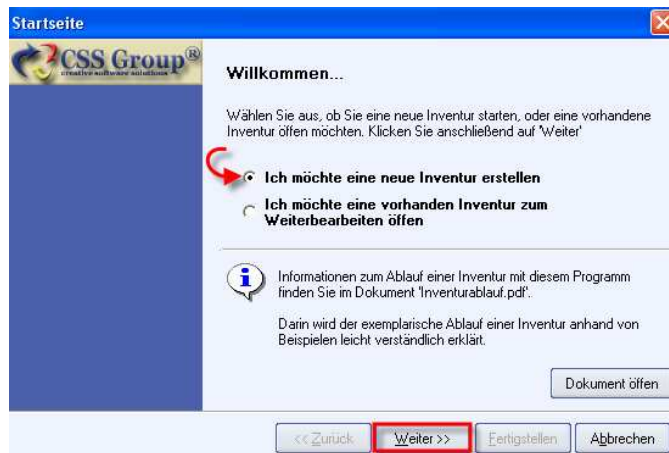 Startseite
CSS Group®
creative software solutions
Willkommen...
Wählen Sie aus, ob Sie eine neue Inventur starten, oder eine vorhandene
Inventur öffen möchten. Klicken Sie anschließend auf 'Weiter'
Ich möchte eine neue Inventur erstellen
Ich möchte eine vorhanden Inventur zum
Weiterbearbeiten öffen
Informationen zum Ablauf einer Inventur mit diesem Programm
finden Sie im Dokument 'Inventurablauf.pdf'.
Darin wird der exemplarische Ablauf einer Inventur anhand von
Beispielen leicht verständlich erklärt.
Dokument öffen
<< Zurück
Weiter >>
Fertigstellen
Abbrechen